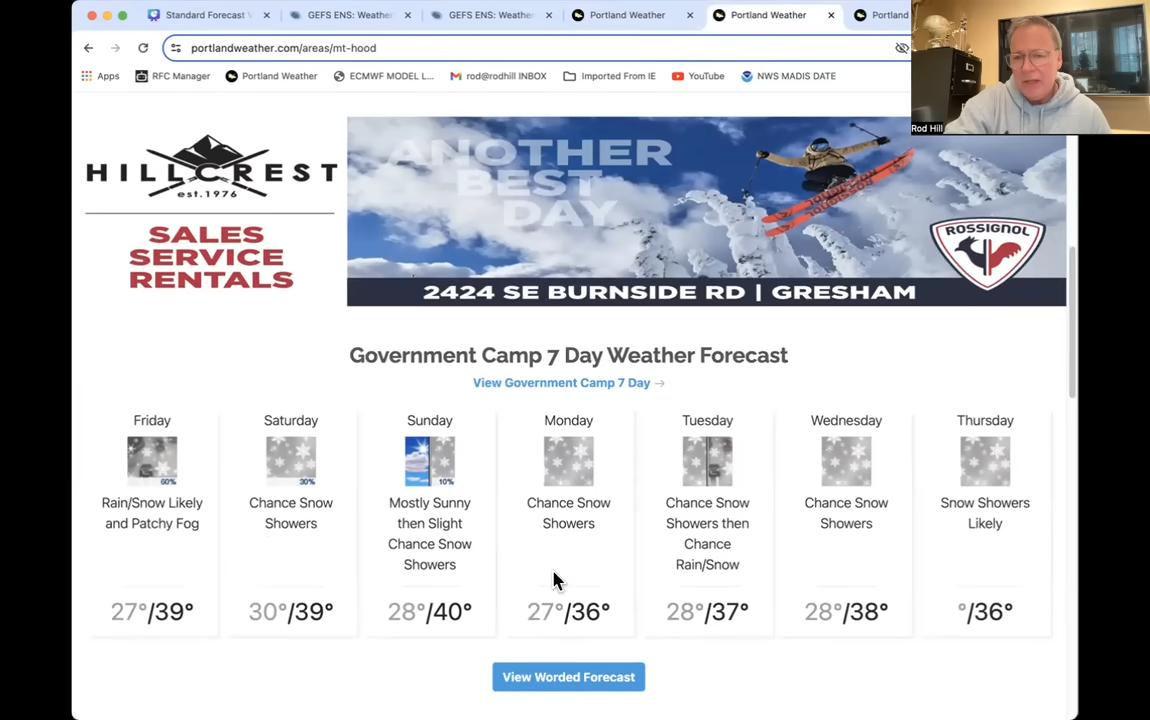 Standard Forecast
GEFS ENS: Weather
GEFS ENS: Weather
Portland Weather
Portland Weather
Portland
portlandweather.com/areas/mt-hood
Apps
RFC Manager
Portland Weather
ECMWF MODEL L...
rod@rodhill INBOX
Imported From IE
YouTube
NWS MADIS DATE
Rod Hill
HILLCREST
est.1976
SALES
SERVICE
RENTALS
ANOTHER
BEST
DAY
ROSSIGNOL
ROSSIGNOL
2424 SE BURNSIDE RD | GRESHAM
Government Camp 7 Day Weather Forecast
View Government Camp 7 Day →
Friday
60%
Rain/Snow Likely
and Patchy Fog
27°/39°
Saturday
30%
Chance Snow
Showers
30°/39°
Sunday
10%
Mostly Sunny
then Slight
Chance Snow
Showers
28°/40°
Monday
Chance Snow
Showers
27°/36°
Tuesday
Chance Snow
Showers then
Chance
Rain/Snow
28°/37°
Wednesday
Chance Snow
Showers
28°/38°
Thursday
Snow Showers
Likely
°/36°
View Worded Forecast